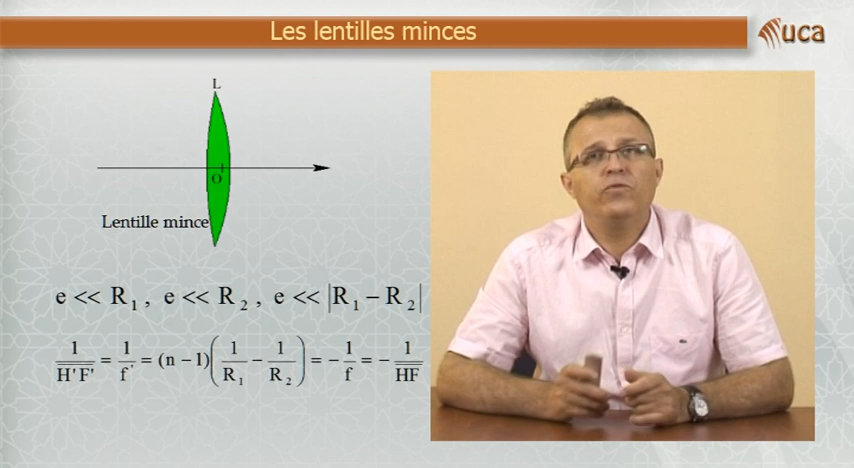 Les lentilles minces
uca
L
O
Lentille mince
e << R₁ , e << R₂ , e << |R₁ − R₂|
1/H'F' = 1/f' = (n − 1)(1/R₁ − 1/R₂) = − 1/f = − 1/HF